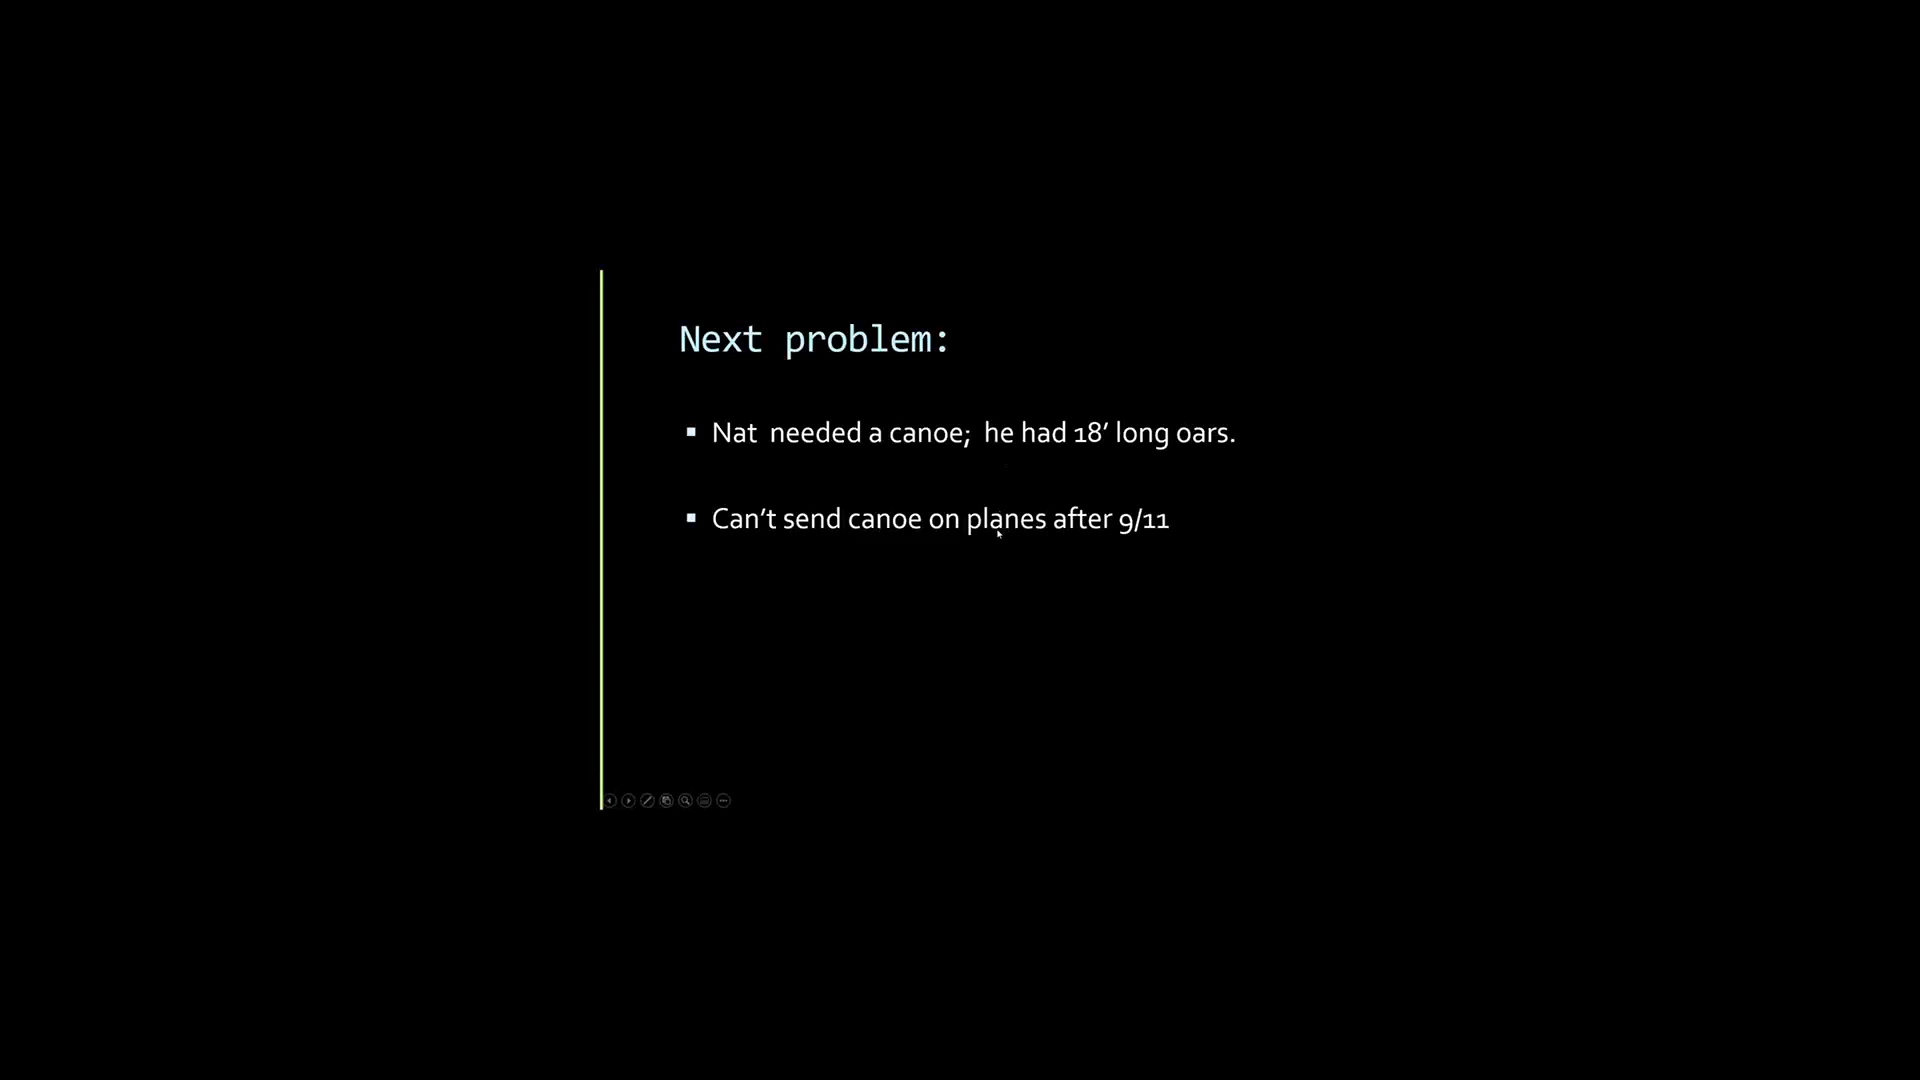 Next problem:
▪ Nat needed a canoe; he had 18’ long oars.
▪ Can’t send canoe on planes after 9/11